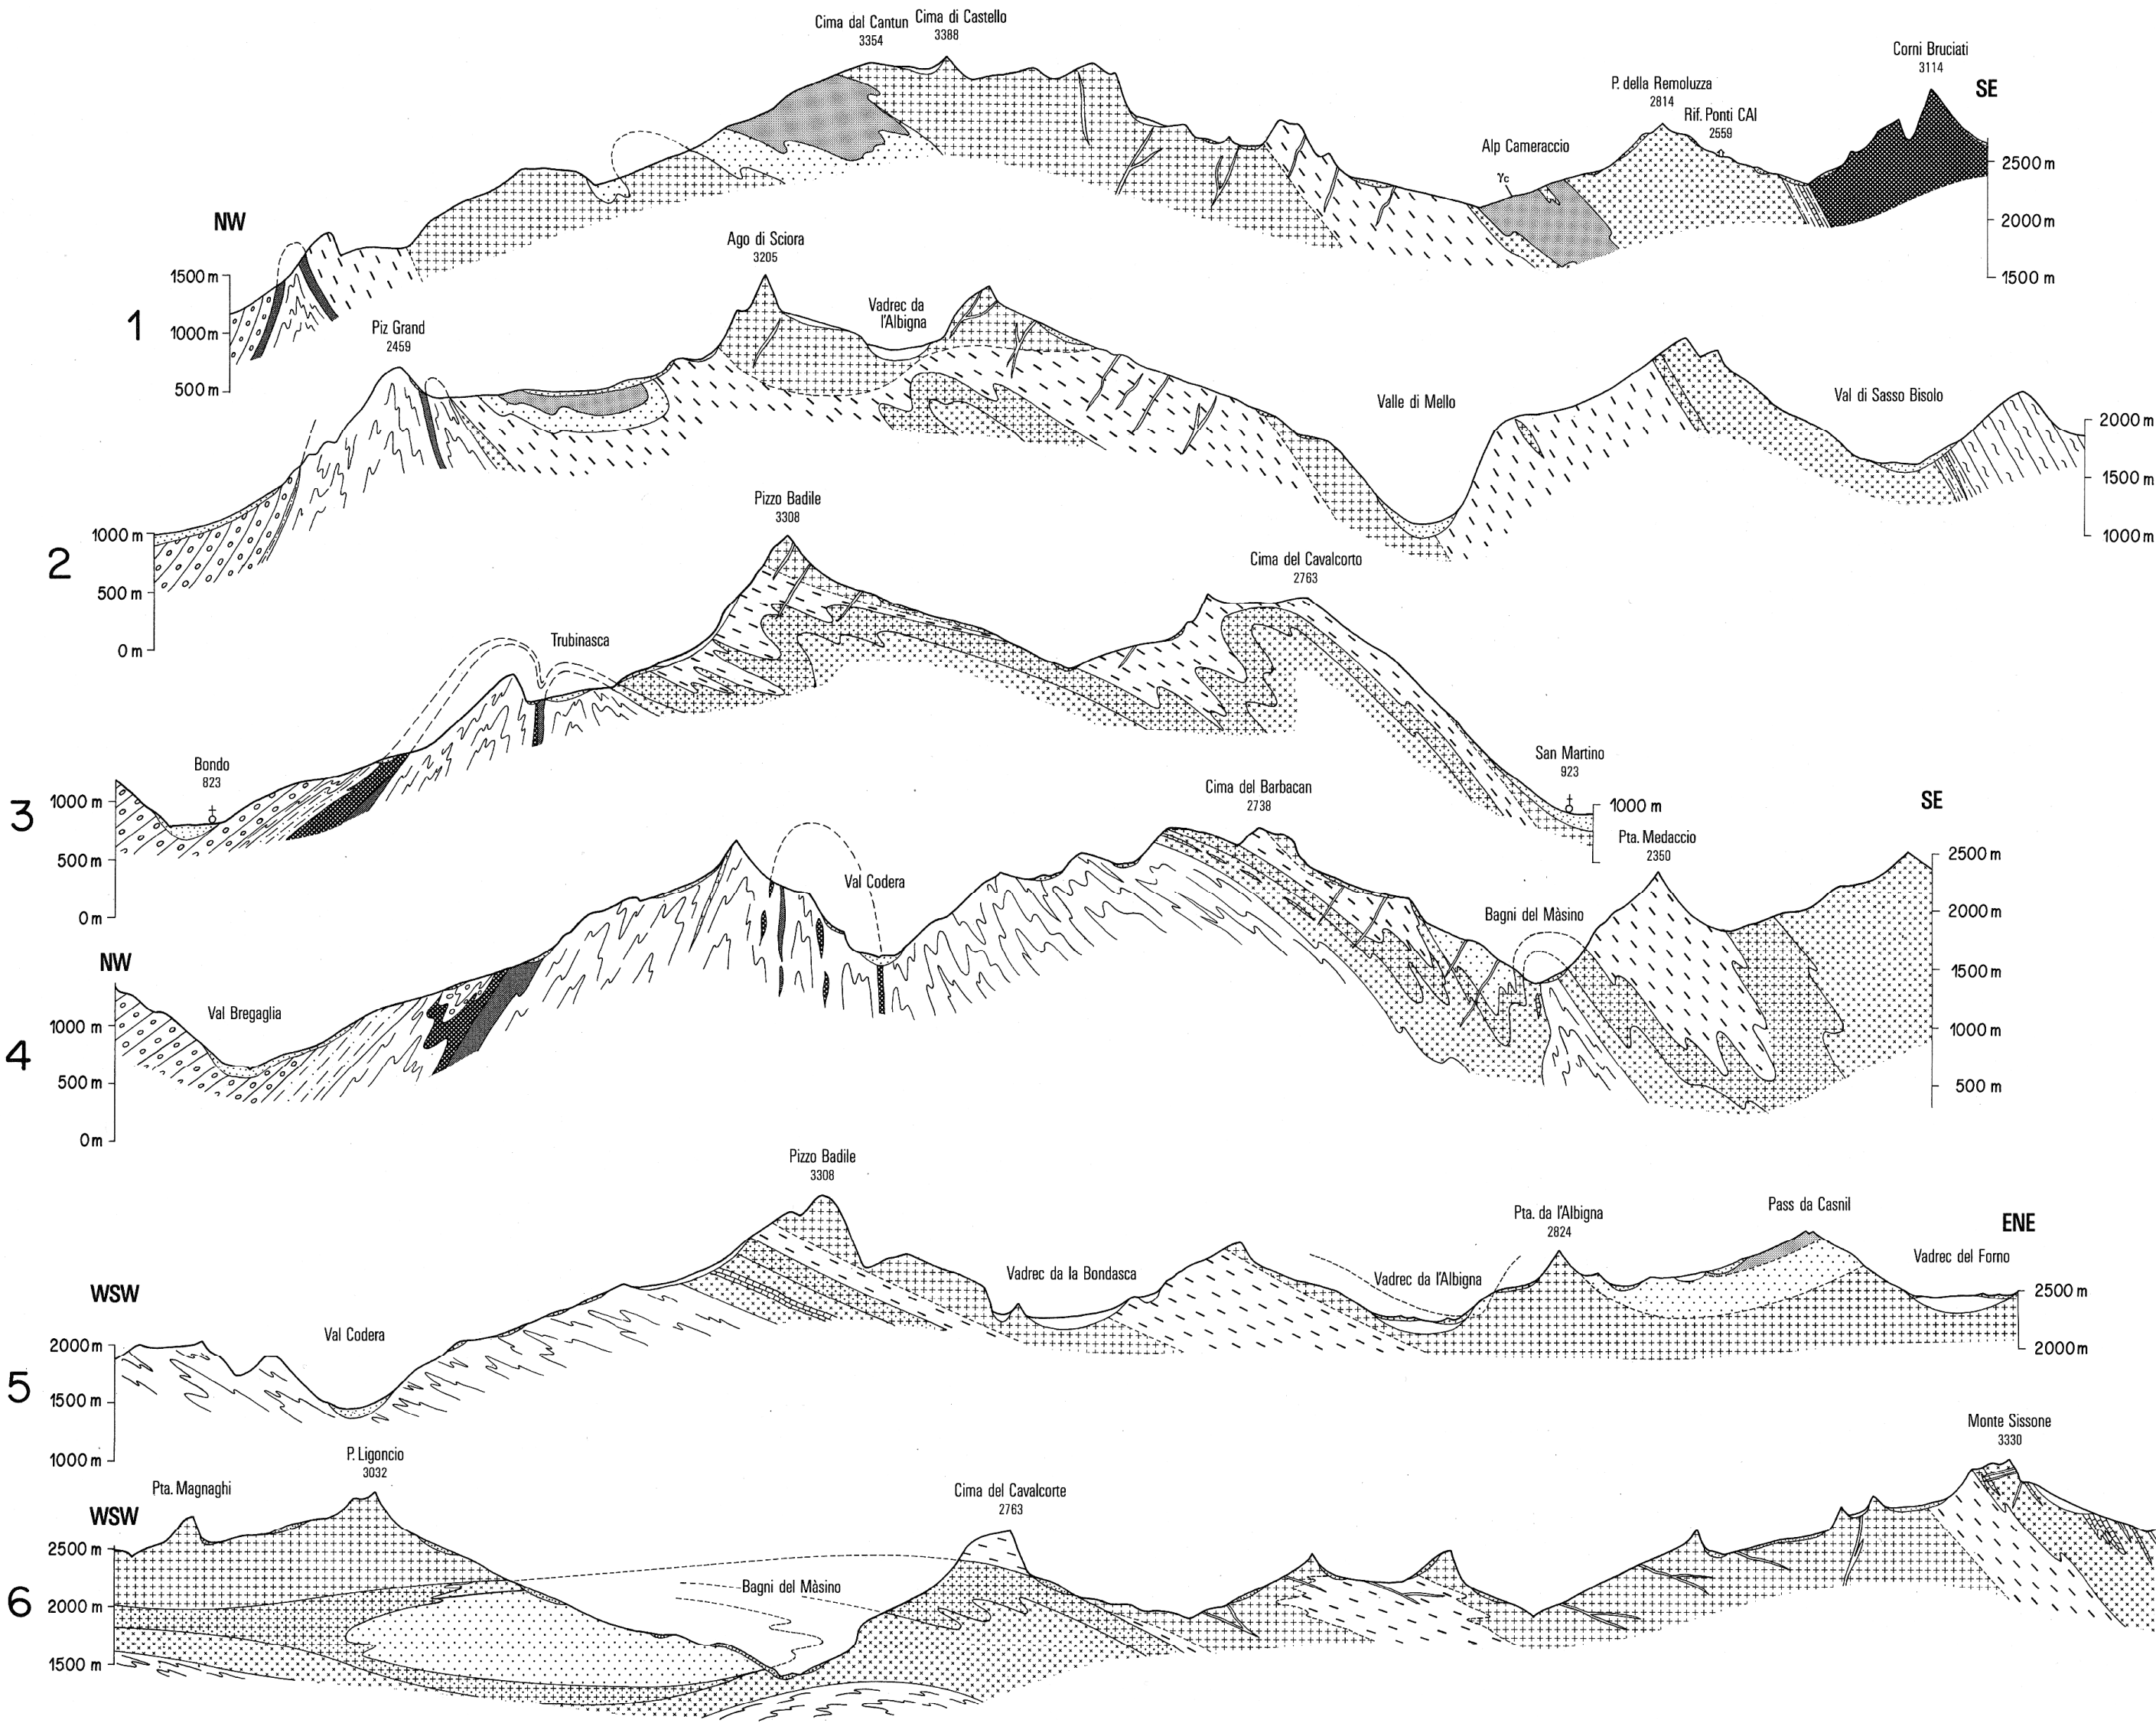 Cima dal Cantun
3354
Cima di Castello
3388
Corni Bruciati
3114
SE
P. della Remoluzza
2814
Rif. Ponti CAI
2559
Alp Cameraccio
γc
2500 m
2000 m
1500 m
NW
1500 m
1000 m
500 m
1
Ago di Sciora
3205
Vadrec da
l'Albigna
Piz Grand
2459
Valle di Mello
Val di Sasso Bisolo
2000 m
1500 m
1000 m
1000 m
500 m
0 m
2
Pizzo Badile
3308
Cima del Cavalcorto
2763
Trubinasca
Bondo
823
San Martino
923
1000 m
1000 m
500 m
0 m
3
Cima del Barbacan
2738
SE
Pta. Medaccio
2350
Val Codera
Bagni del Màsino
2500 m
2000 m
1500 m
1000 m
500 m
NW
Val Bregaglia
1000 m
500 m
0 m
4
Pizzo Badile
3308
Pta. da l'Albigna
2824
Pass da Casnil
ENE
Vadrec del Forno
Vadrec da la Bondasca
Vadrec da l'Albigna
2500 m
2000 m
WSW
Val Codera
2000 m
1500 m
1000 m
5
Monte Sissone
3330
P. Ligoncio
3032
Pta. Magnaghi
Cima del Cavalcorte
2763
WSW
Bagni del Màsino
2500 m
2000 m
1500 m
6